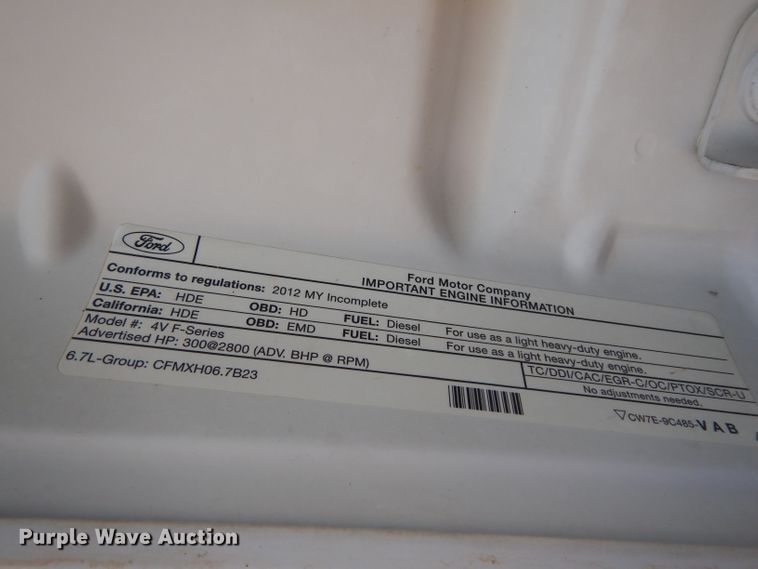 Ford
Ford Motor Company
IMPORTANT ENGINE INFORMATION
Conforms to regulations: 2012 MY Incomplete
U.S. EPA: HDE OBD: HD FUEL: Diesel For use as a light heavy-duty engine.
California: HDE OBD: EMD FUEL: Diesel For use as a light heavy-duty engine.
Model #: 4V F-Series
Advertised HP: 300@2800 (ADV. BHP @ RPM) TC/DDI/CAC/EGR-C/OC/PTOX/SCR-U
No adjustments needed.
6.7L-Group: CFMXH06.7B23
CW7E-9C485-VAB
Purple Wave Auction